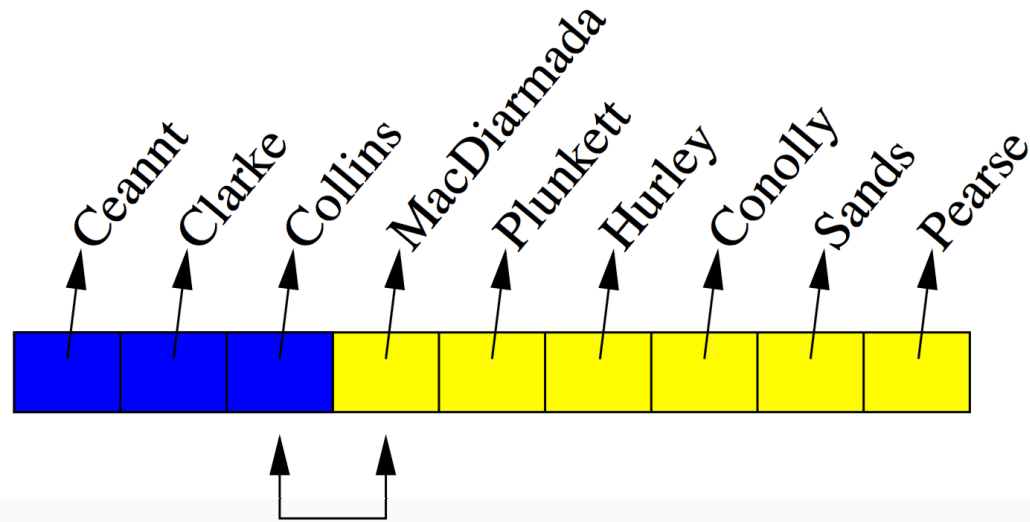 Ceannt
Clarke
Collins
MacDiarmada
Plunkett
Hurley
Conolly
Sands
Pearse